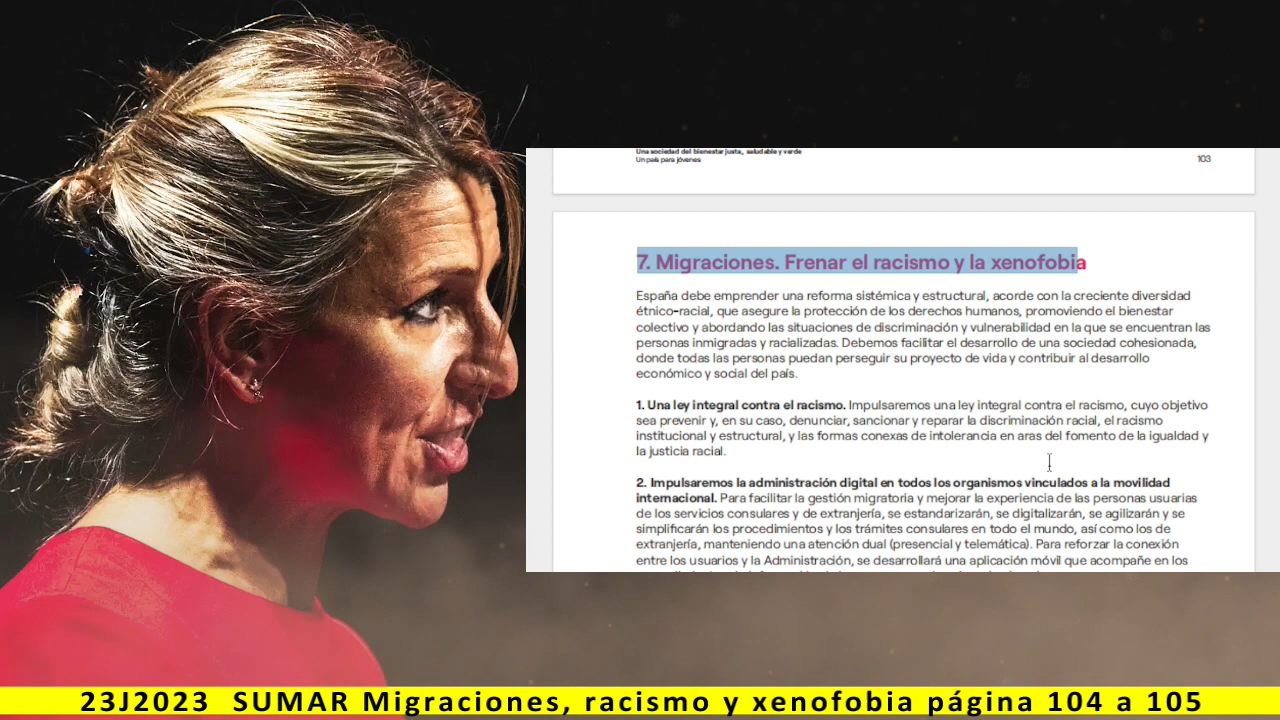 Una sociedad del bienestar justa, saludable y verde
Un país para jóvenes
103
7. Migraciones. Frenar el racismo y la xenofobia
España debe emprender una reforma sistémica y estructural, acorde con la creciente diversidad
étnico-racial, que asegure la protección de los derechos humanos, promoviendo el bienestar
colectivo y abordando las situaciones de discriminación y vulnerabilidad en la que se encuentran las
personas inmigradas y racializadas. Debemos facilitar el desarrollo de una sociedad cohesionada,
donde todas las personas puedan perseguir su proyecto de vida y contribuir al desarrollo
económico y social del país.
1. Una ley integral contra el racismo. Impulsaremos una ley integral contra el racismo, cuyo objetivo
sea prevenir y, en su caso, denunciar, sancionar y reparar la discriminación racial, el racismo
institucional y estructural, y las formas conexas de intolerancia en aras del fomento de la igualdad y
la justicia racial.
2. Impulsaremos la administración digital en todos los organismos vinculados a la movilidad
internacional. Para facilitar la gestión migratoria y mejorar la experiencia de las personas usuarias
de los servicios consulares y de extranjería, se estandarizarán, se digitalizarán, se agilizarán y se
simplificarán los procedimientos y los trámites consulares en todo el mundo, así como los de
extranjería, manteniendo una atención dual (presencial y telemática). Para reforzar la conexión
entre los usuarios y la Administración, se desarrollará una aplicación móvil que acompañe en los
23J2023 SUMAR Migraciones, racismo y xenofobia página 104 a 105